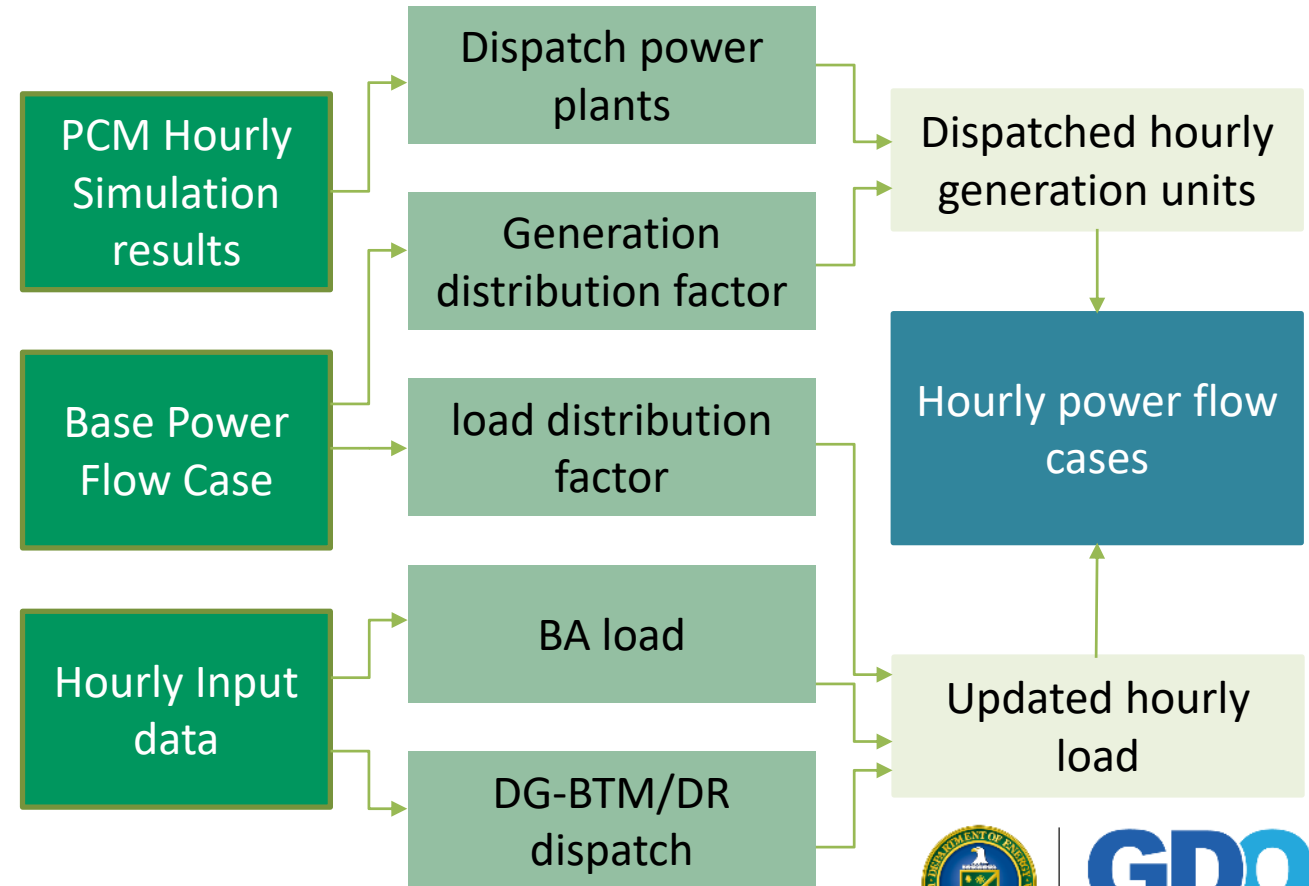 PCM Hourly
Simulation
results
Base Power
Flow Case
Hourly Input
data
Dispatch power
plants
Generation
distribution factor
load distribution
factor
BA load
DG-BTM/DR
dispatch
Dispatched hourly
generation units
Hourly power flow
cases
Updated hourly
load
GDO